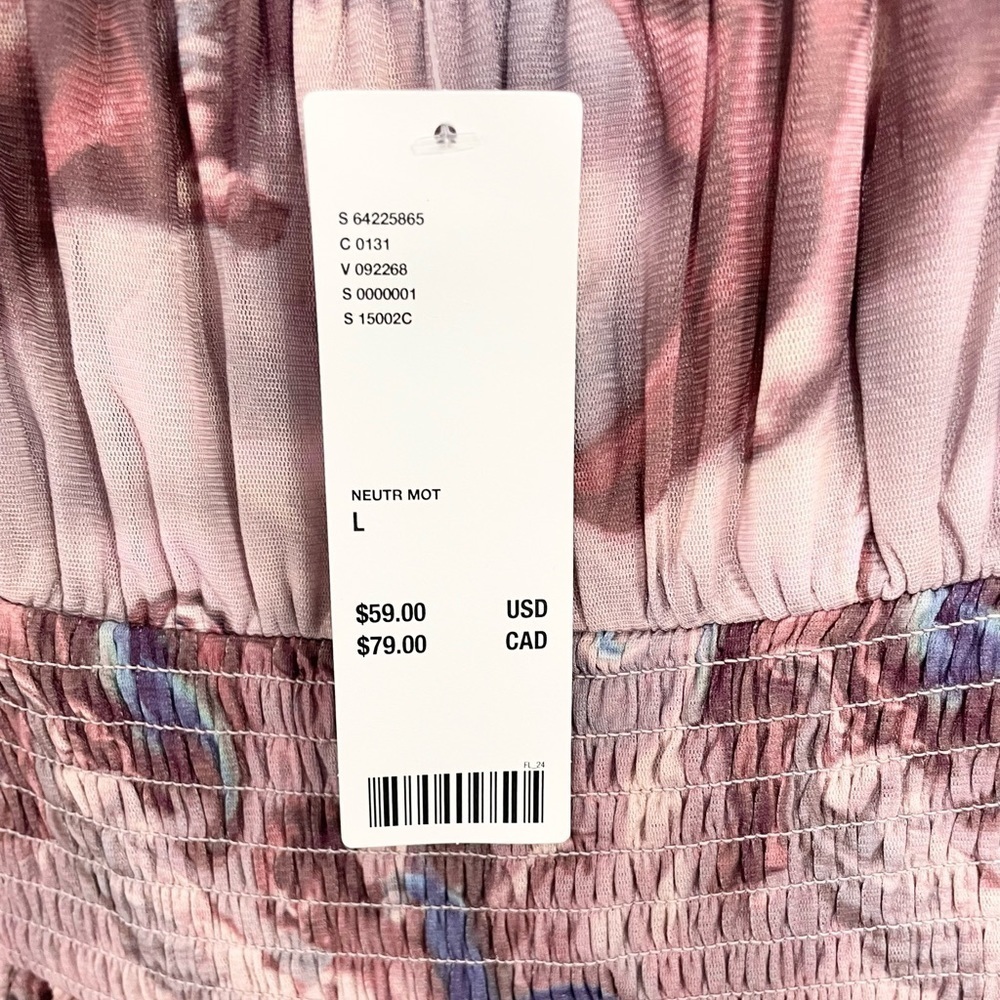 S 64225865
C 0131
V 092268
S 0000001
S 15002C
NEUTR MOT
L
$59.00 USD
$79.00 CAD
FL_24